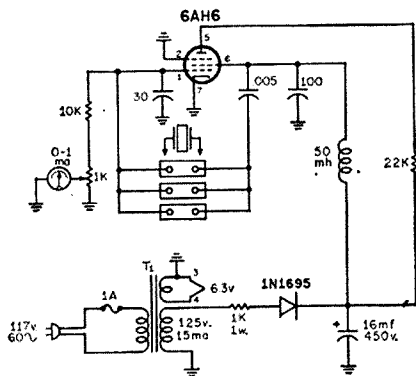 6AH6
5
2
6
1
7
30
.005
100
10K
0-1
ma
1K
50
mh
22K
T1
3
6.3v
4
1A
117v.
60~
125v.
15ma
1K
1w.
1N1695
+
16mf
450v.